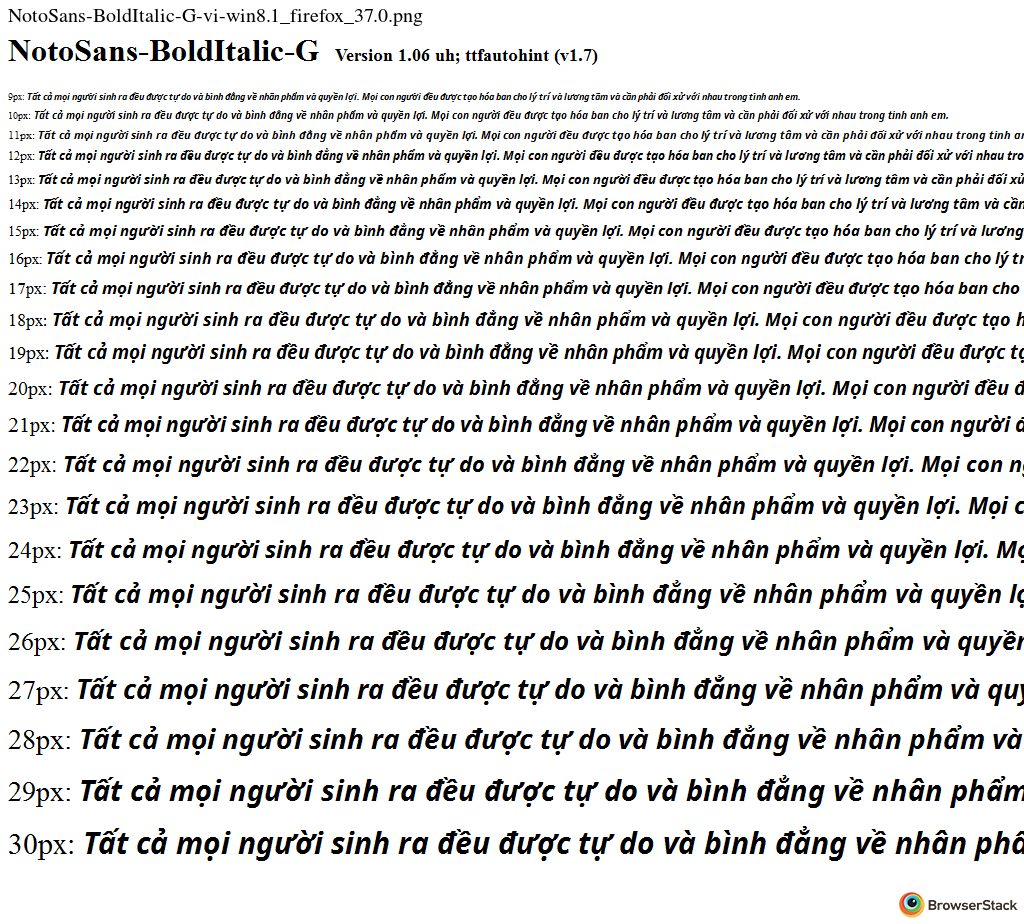 NotoSans-BoldItalic-G-vi-win8.1_firefox_37.0.png
NotoSans-BoldItalic-G Version 1.06 uh; ttfautohint (v1.7)
9px: Tất cả mọi người sinh ra đều được tự do và bình đẳng về nhân phẩm và quyền lợi. Mọi con người đều được tạo hóa ban cho lý trí và lương tâm và cần phải đối xử với nhau trong tình anh em.
10px: Tất cả mọi người sinh ra đều được tự do và bình đẳng về nhân phẩm và quyền lợi. Mọi con người đều được tạo hóa ban cho lý trí và lương tâm và cần phải đối xử với nhau trong tình anh em.
11px: Tất cả mọi người sinh ra đều được tự do và bình đẳng về nhân phẩm và quyền lợi. Mọi con người đều được tạo hóa ban cho lý trí và lương tâm và cần phải đối xử với nhau trong tình an
12px: Tất cả mọi người sinh ra đều được tự do và bình đẳng về nhân phẩm và quyền lợi. Mọi con người đều được tạo hóa ban cho lý trí và lương tâm và cần phải đối xử với nhau tro
13px: Tất cả mọi người sinh ra đều được tự do và bình đẳng về nhân phẩm và quyền lợi. Mọi con người đều được tạo hóa ban cho lý trí và lương tâm và cần phải đối xử
14px: Tất cả mọi người sinh ra đều được tự do và bình đẳng về nhân phẩm và quyền lợi. Mọi con người đều được tạo hóa ban cho lý trí và lương tâm và cần
15px: Tất cả mọi người sinh ra đều được tự do và bình đẳng về nhân phẩm và quyền lợi. Mọi con người đều được tạo hóa ban cho lý trí và lương
16px: Tất cả mọi người sinh ra đều được tự do và bình đẳng về nhân phẩm và quyền lợi. Mọi con người đều được tạo hóa ban cho lý tr
17px: Tất cả mọi người sinh ra đều được tự do và bình đẳng về nhân phẩm và quyền lợi. Mọi con người đều được tạo hóa ban cho
18px: Tất cả mọi người sinh ra đều được tự do và bình đẳng về nhân phẩm và quyền lợi. Mọi con người đều được tạo h
19px: Tất cả mọi người sinh ra đều được tự do và bình đẳng về nhân phẩm và quyền lợi. Mọi con người đều được tạ
20px: Tất cả mọi người sinh ra đều được tự do và bình đẳng về nhân phẩm và quyền lợi. Mọi con người đều đ
21px: Tất cả mọi người sinh ra đều được tự do và bình đẳng về nhân phẩm và quyền lợi. Mọi con người đ
22px: Tất cả mọi người sinh ra đều được tự do và bình đẳng về nhân phẩm và quyền lợi. Mọi con ng
23px: Tất cả mọi người sinh ra đều được tự do và bình đẳng về nhân phẩm và quyền lợi. Mọi c
24px: Tất cả mọi người sinh ra đều được tự do và bình đẳng về nhân phẩm và quyền lợi. Mọ
25px: Tất cả mọi người sinh ra đều được tự do và bình đẳng về nhân phẩm và quyền lợ
26px: Tất cả mọi người sinh ra đều được tự do và bình đẳng về nhân phẩm và quyền
27px: Tất cả mọi người sinh ra đều được tự do và bình đẳng về nhân phẩm và quy
28px: Tất cả mọi người sinh ra đều được tự do và bình đẳng về nhân phẩm và
29px: Tất cả mọi người sinh ra đều được tự do và bình đẳng về nhân phẩm
30px: Tất cả mọi người sinh ra đều được tự do và bình đẳng về nhân phẩ
BrowserStack